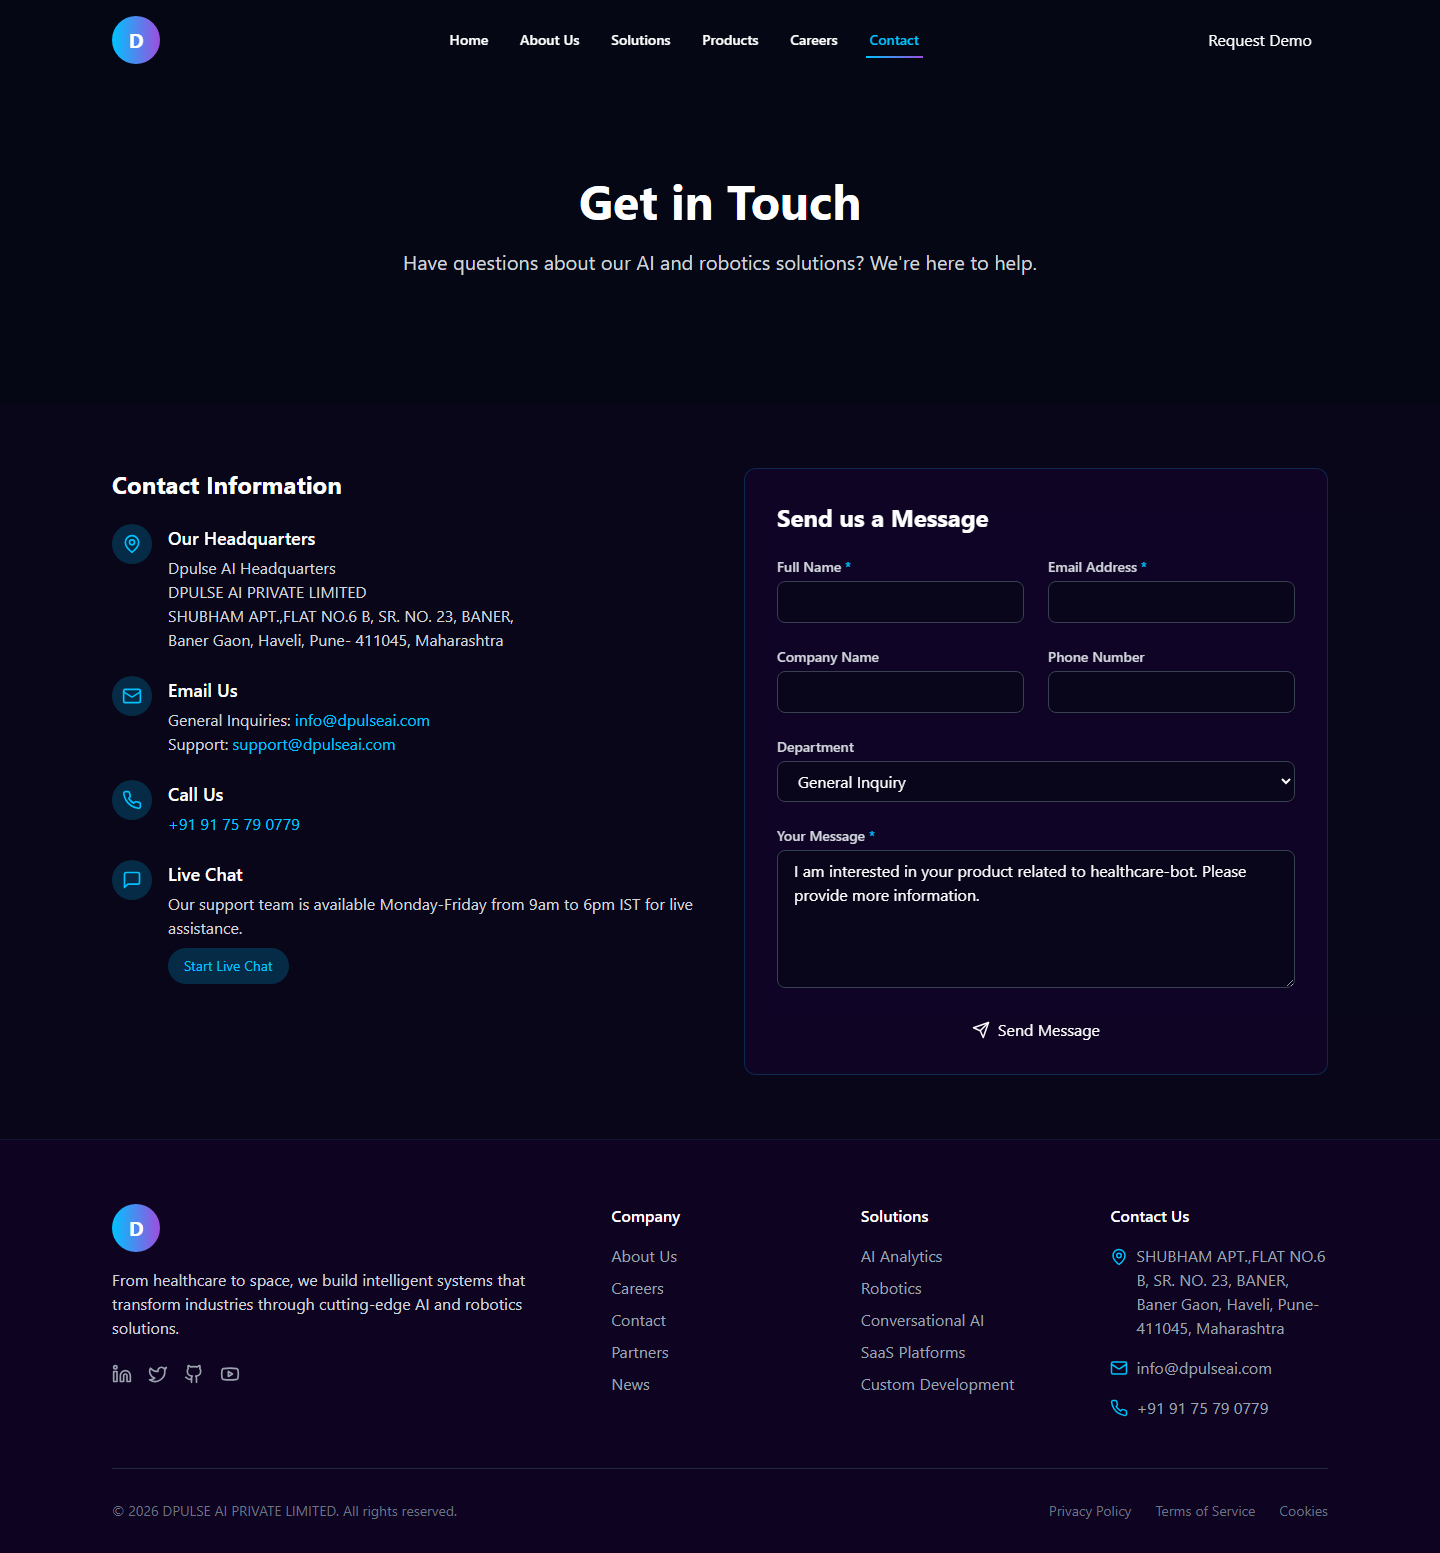 D
Home
About Us
Solutions
Products
Careers
Contact
Request Demo
Get in Touch
Have questions about our AI and robotics solutions? We're here to help.
Contact Information
Our Headquarters
Dpulse AI Headquarters
DPULSE AI PRIVATE LIMITED
SHUBHAM APT.,FLAT NO.6 B, SR. NO. 23, BANER,
Baner Gaon, Haveli, Pune- 411045, Maharashtra
Email Us
General Inquiries: info@dpulseai.com
Support: support@dpulseai.com
Call Us
+91 91 75 79 0779
Live Chat
Our support team is available Monday-Friday from 9am to 6pm IST for live
assistance.
Start Live Chat
Send us a Message
Full Name *
Email Address *
Company Name
Phone Number
Department
General Inquiry
Your Message *
I am interested in your product related to healthcare-bot. Please
provide more information.
Send Message
D
From healthcare to space, we build intelligent systems that
transform industries through cutting-edge AI and robotics
solutions.
Company
About Us
Careers
Contact
Partners
News
Solutions
AI Analytics
Robotics
Conversational AI
SaaS Platforms
Custom Development
Contact Us
SHUBHAM APT.,FLAT NO.6
B, SR. NO. 23, BANER,
Baner Gaon, Haveli, Pune-
411045, Maharashtra
info@dpulseai.com
+91 91 75 79 0779
© 2026 DPULSE AI PRIVATE LIMITED. All rights reserved.
Privacy Policy
Terms of Service
Cookies